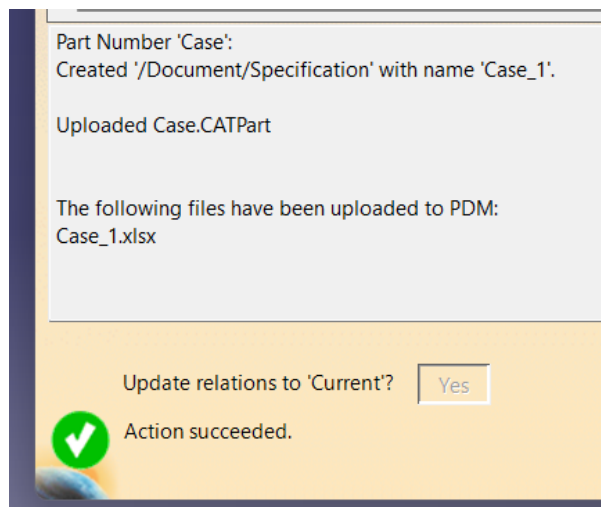 Part Number 'Case':
Created '/Document/Specification' with name 'Case_1'.
Uploaded Case.CATPart
The following files have been uploaded to PDM:
Case_1.xlsx
Update relations to 'Current'?
Yes
Action succeeded.